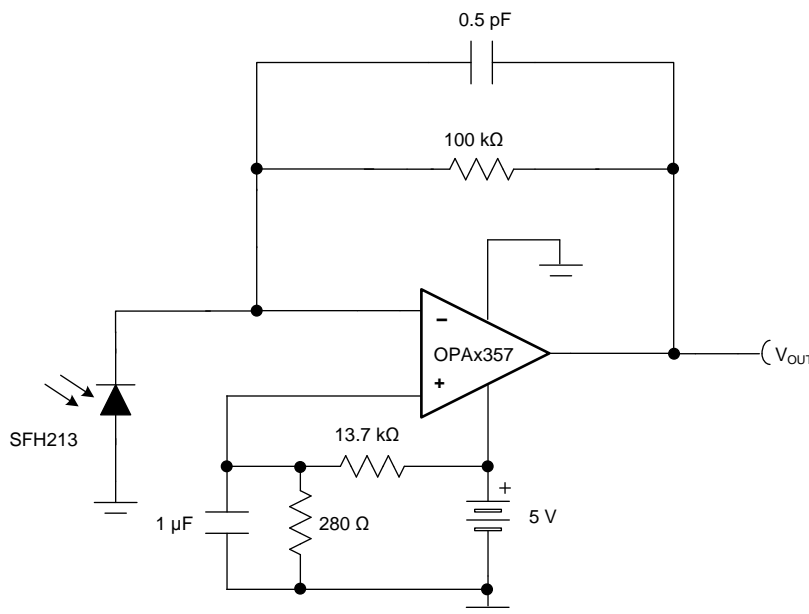 0.5 pF
100 kΩ
−
OPAx357
+
VOUT
SFH213
13.7 kΩ
+
1 µF
280 Ω
5 V